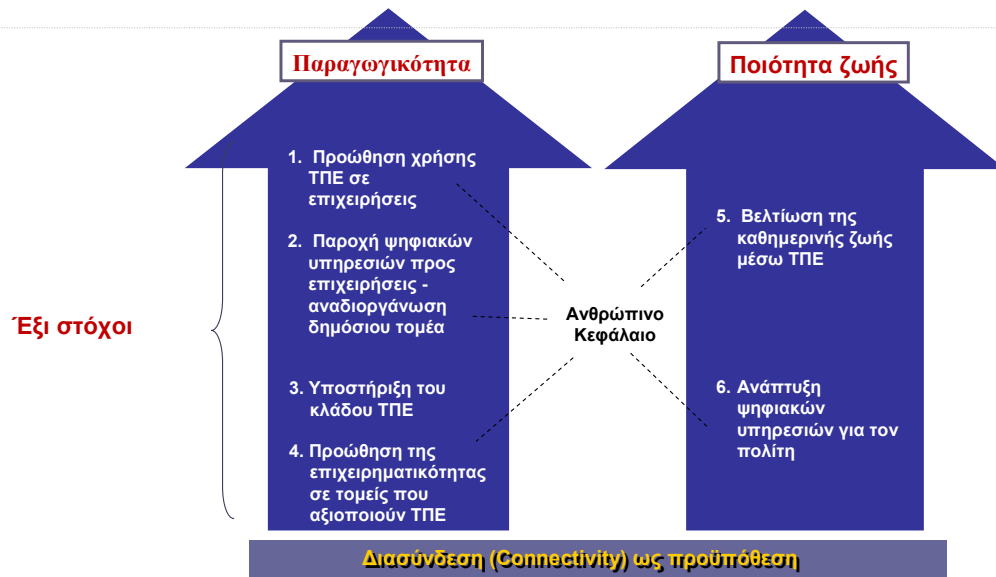 Παραγωγικότητα
Ποιότητα ζωής
Έξι στόχοι
1. Προώθηση χρήσης
ΤΠΕ σε
επιχειρήσεις
2. Παροχή ψηφιακών
υπηρεσιών προς
επιχειρήσεις -
αναδιοργάνωση
δημόσιου τομέα
3. Υποστήριξη του
κλάδου ΤΠΕ
4. Προώθηση της
επιχειρηματικότητας
σε τομείς που
αξιοποιούν ΤΠΕ
Ανθρώπινο
Κεφάλαιο
5. Βελτίωση της
καθημερινής ζωής
μέσω ΤΠΕ
6. Ανάπτυξη
ψηφιακών
υπηρεσιών για τον
πολίτη
Διασύνδεση (Connectivity) ως προϋπόθεση